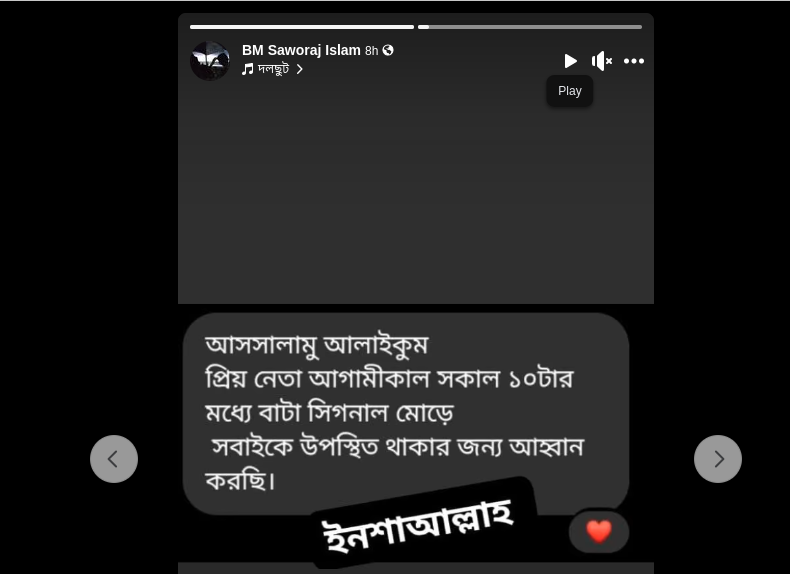 BM Saworaj Islam 8h
দলছুট
Play
আসসালামু আলাইকুম
প্রিয় নেতা আগামীকাল সকাল ১০টার
মধ্যে বাটা সিগনাল মোড়ে
সবাইকে উপস্থিত থাকার জন্য আহ্বান
করছি।
ইনশাআল্লাহ